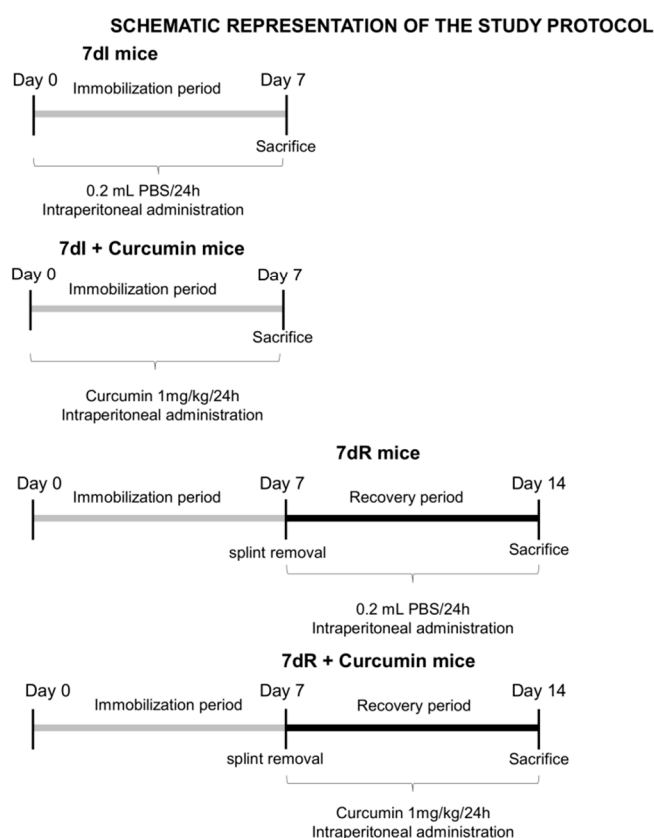 SCHEMATIC REPRESENTATION OF THE STUDY PROTOCOL
7dI mice
Day 0
Immobilization period
Day 7
Sacrifice
0.2 mL PBS/24h
Intraperitoneal administration
7dI + Curcumin mice
Day 0
Immobilization period
Day 7
Sacrifice
Curcumin 1mg/kg/24h
Intraperitoneal administration
7dR mice
Day 0
Immobilization period
Day 7
Recovery period
Day 14
splint removal
Sacrifice
0.2 mL PBS/24h
Intraperitoneal administration
7dR + Curcumin mice
Day 0
Immobilization period
Day 7
Recovery period
Day 14
splint removal
Sacrifice
Curcumin 1mg/kg/24h
Intraperitoneal administration